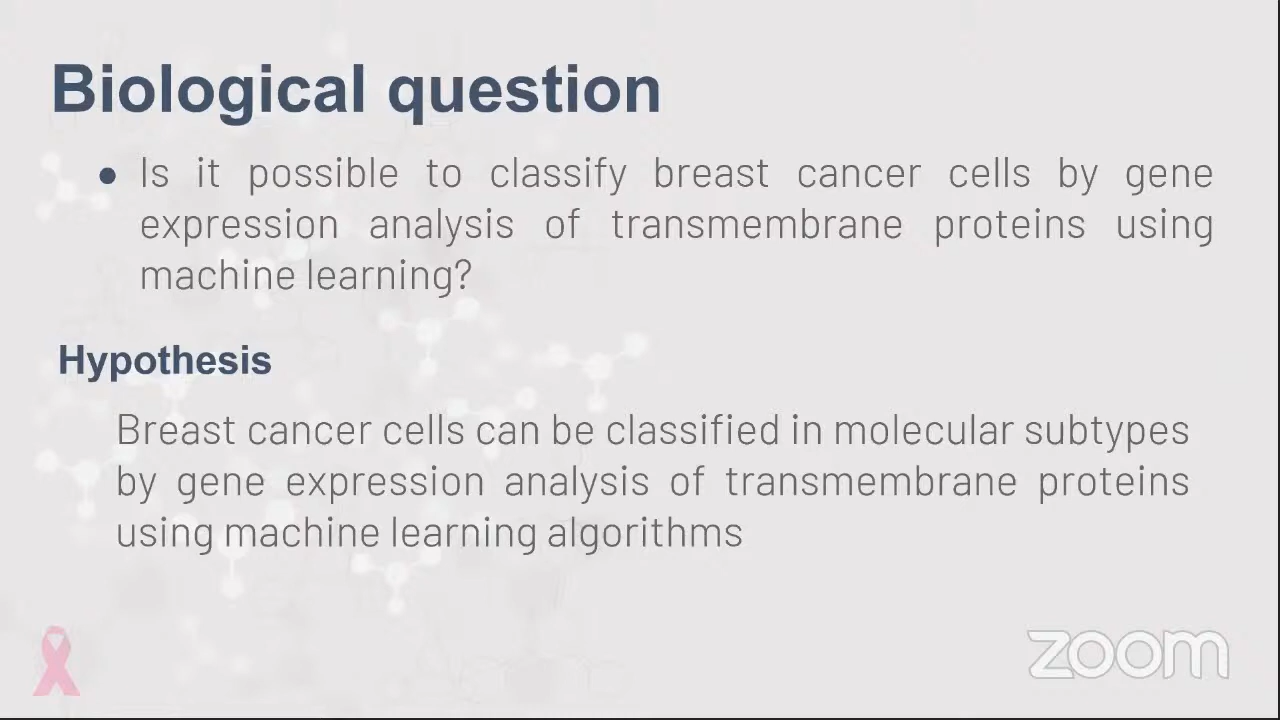 Biological question
• Is it possible to classify breast cancer cells by gene
expression analysis of transmembrane proteins using
machine learning?
Hypothesis
Breast cancer cells can be classified in molecular subtypes
by gene expression analysis of transmembrane proteins
using machine learning algorithms
zoom